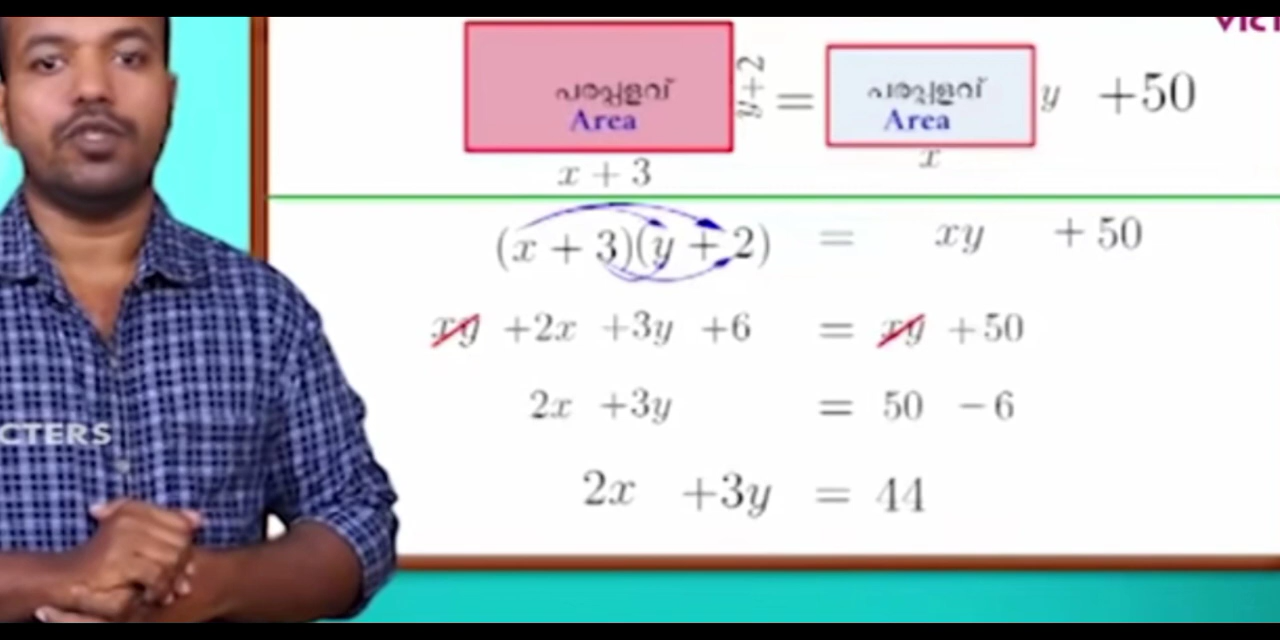 VICT
പരപ്പളവ് y+2 = പരപ്പളവ് y +50
Area Area
x + 3 x
(x + 3)(y + 2) = xy + 50
xy +2x +3y +6 = xy +50
2x +3y = 50 −6
CTERS
2x +3y = 44